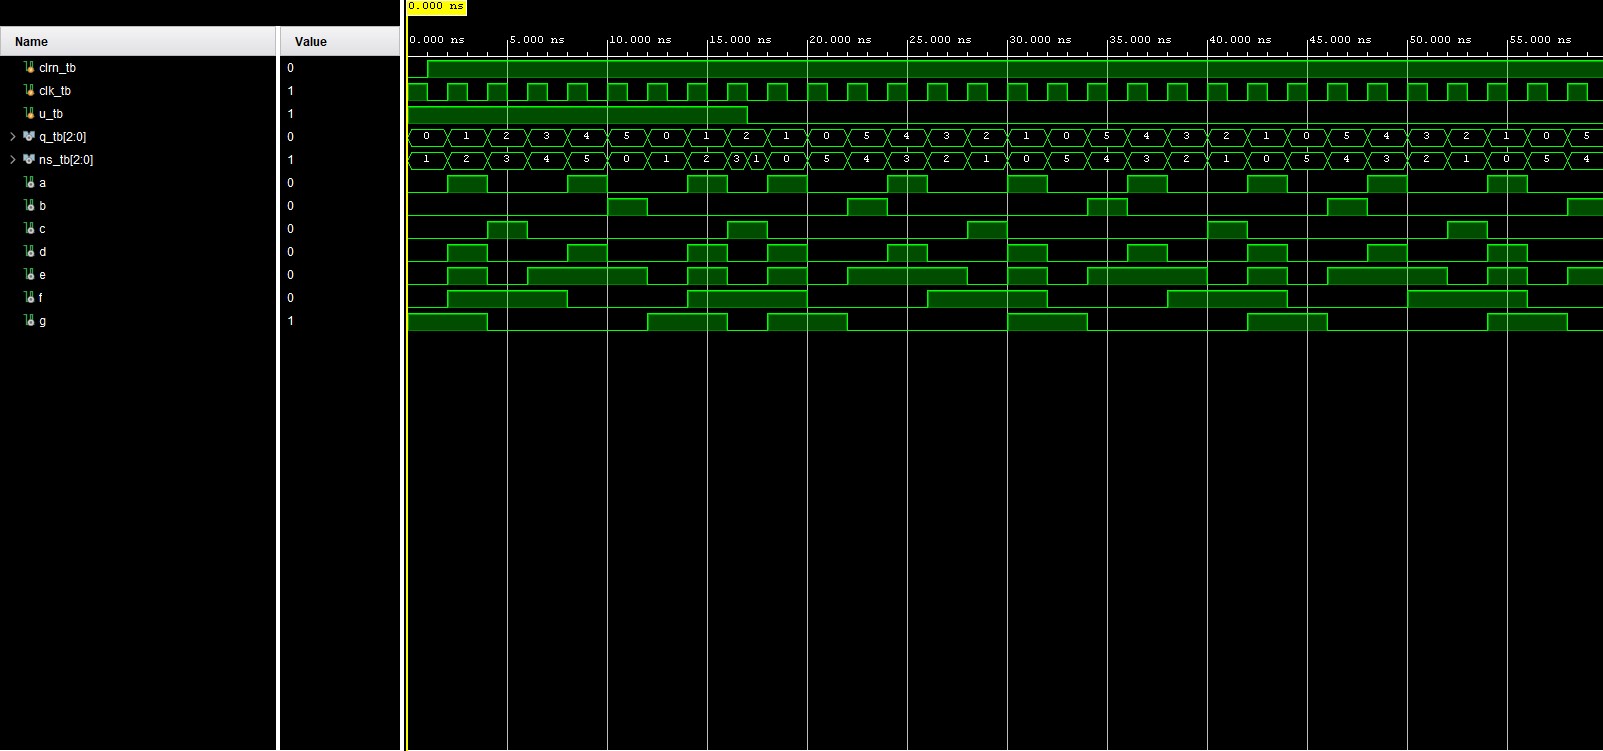 0.000 ns
Name Value 0.000 ns 5.000 ns 10.000 ns 15.000 ns 20.000 ns 25.000 ns 30.000 ns 35.000 ns 40.000 ns 45.000 ns 50.000 ns 55.000 ns
clrn_tb 0
clk_tb 1
u_tb 1
q_tb[2:0] 0 0 1 2 3 4 5 0 1 2 1 0 5 4 3 2 1 0 5 4 3 2 1 0 5 4 3 2 1 0 5
ns_tb[2:0] 1 1 2 3 4 5 0 1 2 3 1 0 5 4 3 2 1 0 5 4 3 2 1 0 5 4 3 2 1 0 5 4
a 0
b 0
c 0
d 0
e 0
f 0
g 1